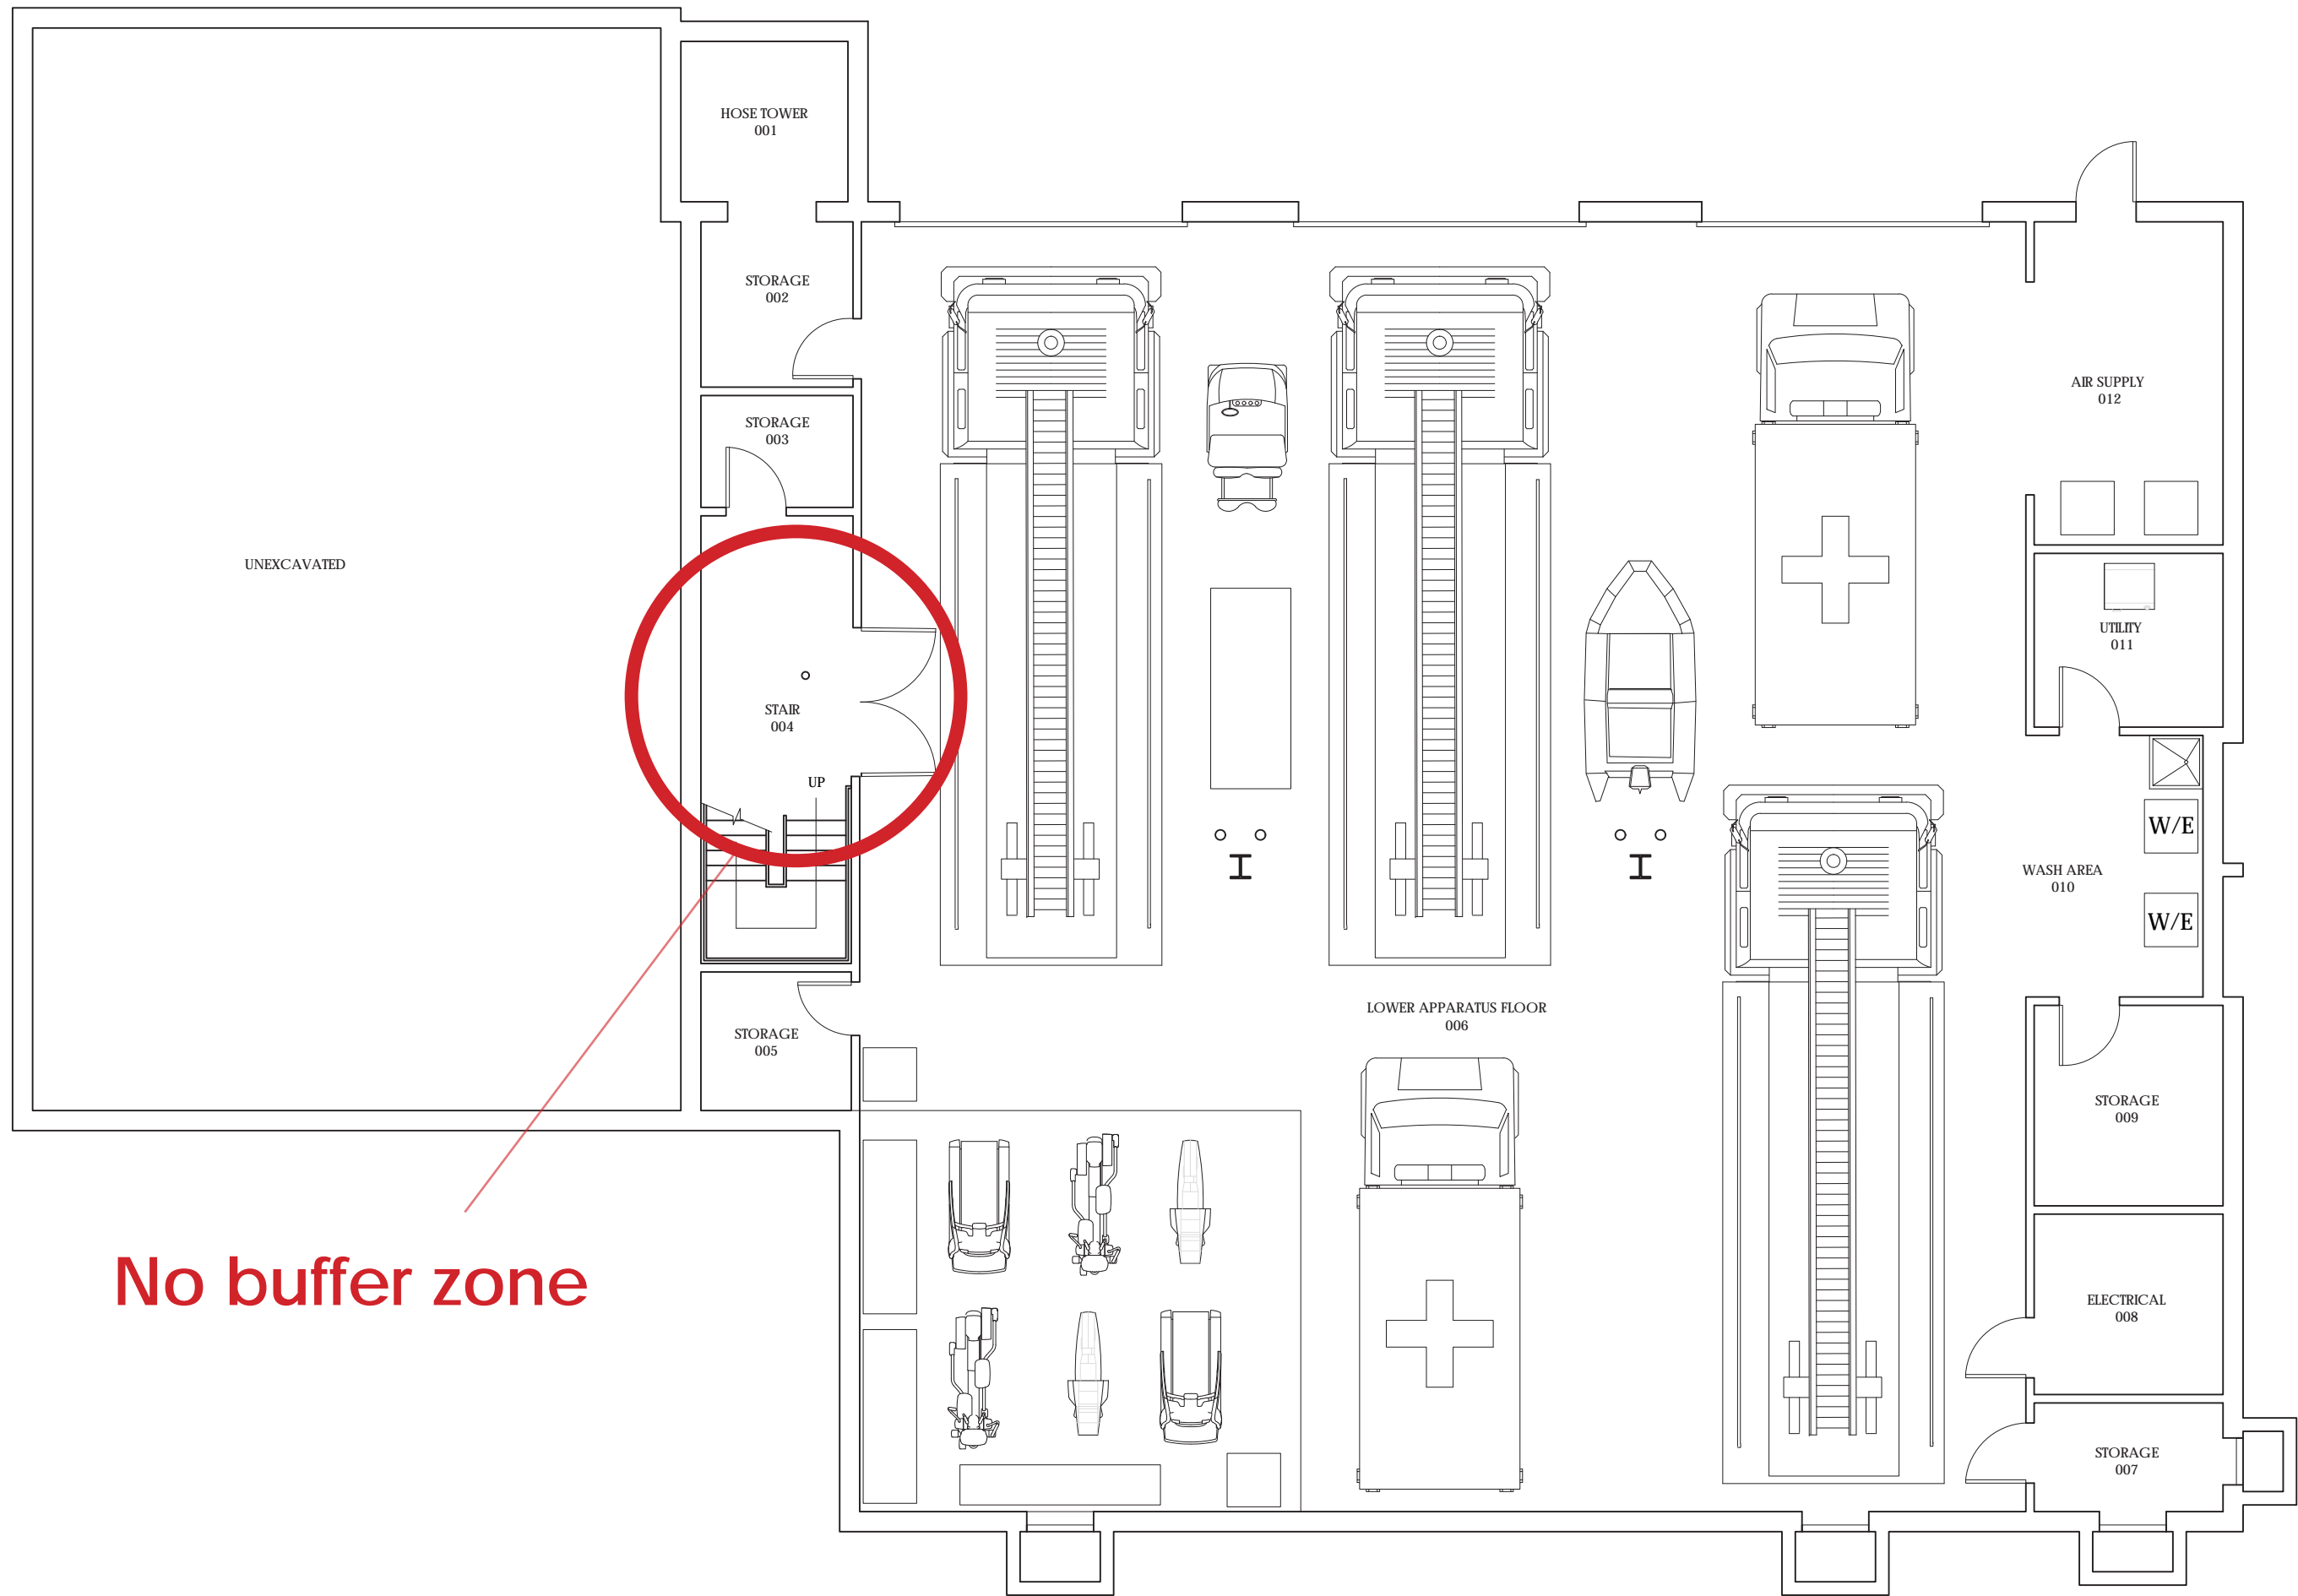 HOSE TOWER
001
STORAGE
002
AIR SUPPLY
012
STORAGE
003
UNEXCAVATED
UTILITY
011
STAIR
004
UP
W/E
WASH AREA
010
W/E
LOWER APPARATUS FLOOR
006
STORAGE
005
STORAGE
009
No buffer zone
ELECTRICAL
008
STORAGE
007